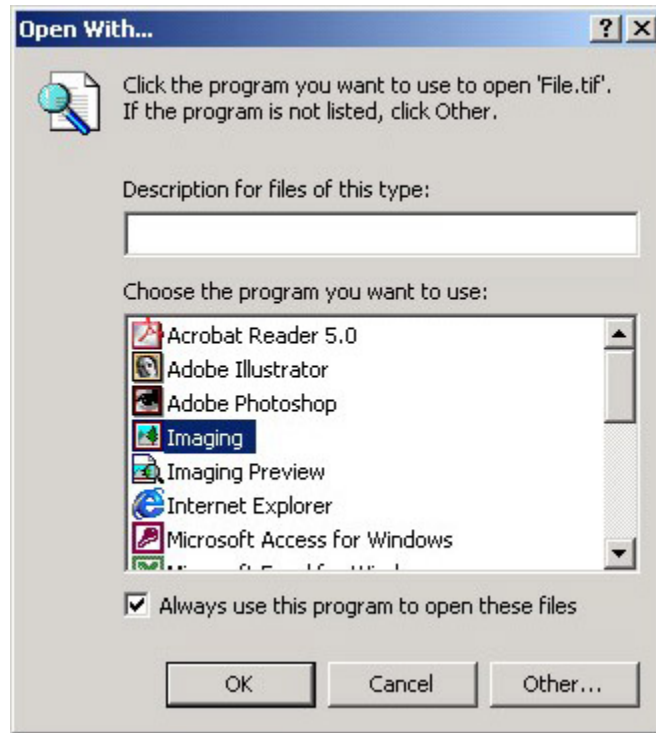 Open With...
Click the program you want to use to open 'File.tif'.
If the program is not listed, click Other.
Description for files of this type:
Choose the program you want to use:
Acrobat Reader 5.0
Adobe Illustrator
Adobe Photoshop
Imaging
Imaging Preview
Internet Explorer
Microsoft Access for Windows
Always use this program to open these files
OK Cancel Other...